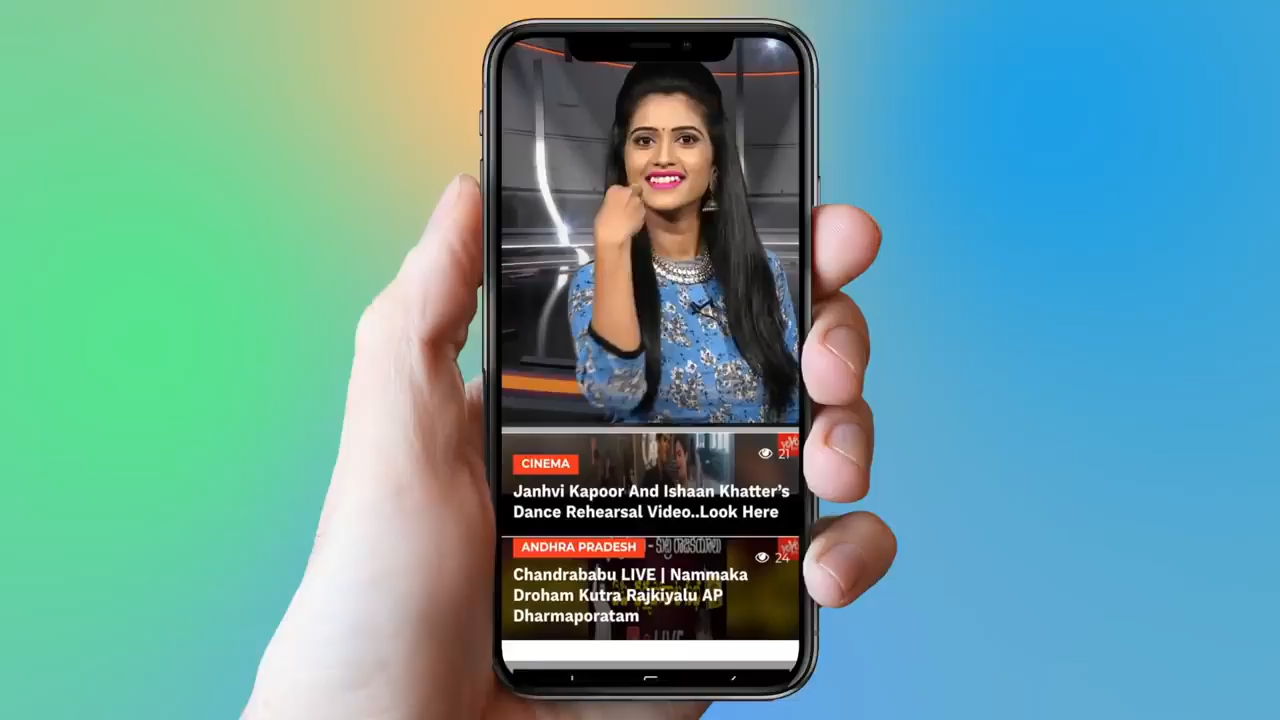 CINEMA
21
Janhvi Kapoor And Ishaan Khatter's
Dance Rehearsal Video..Look Here
ANDHRA PRADESH
24
Chandrababu LIVE | Nammaka
Droham Kutra Rajkiyalu AP
Dharmaporatam
LIVE